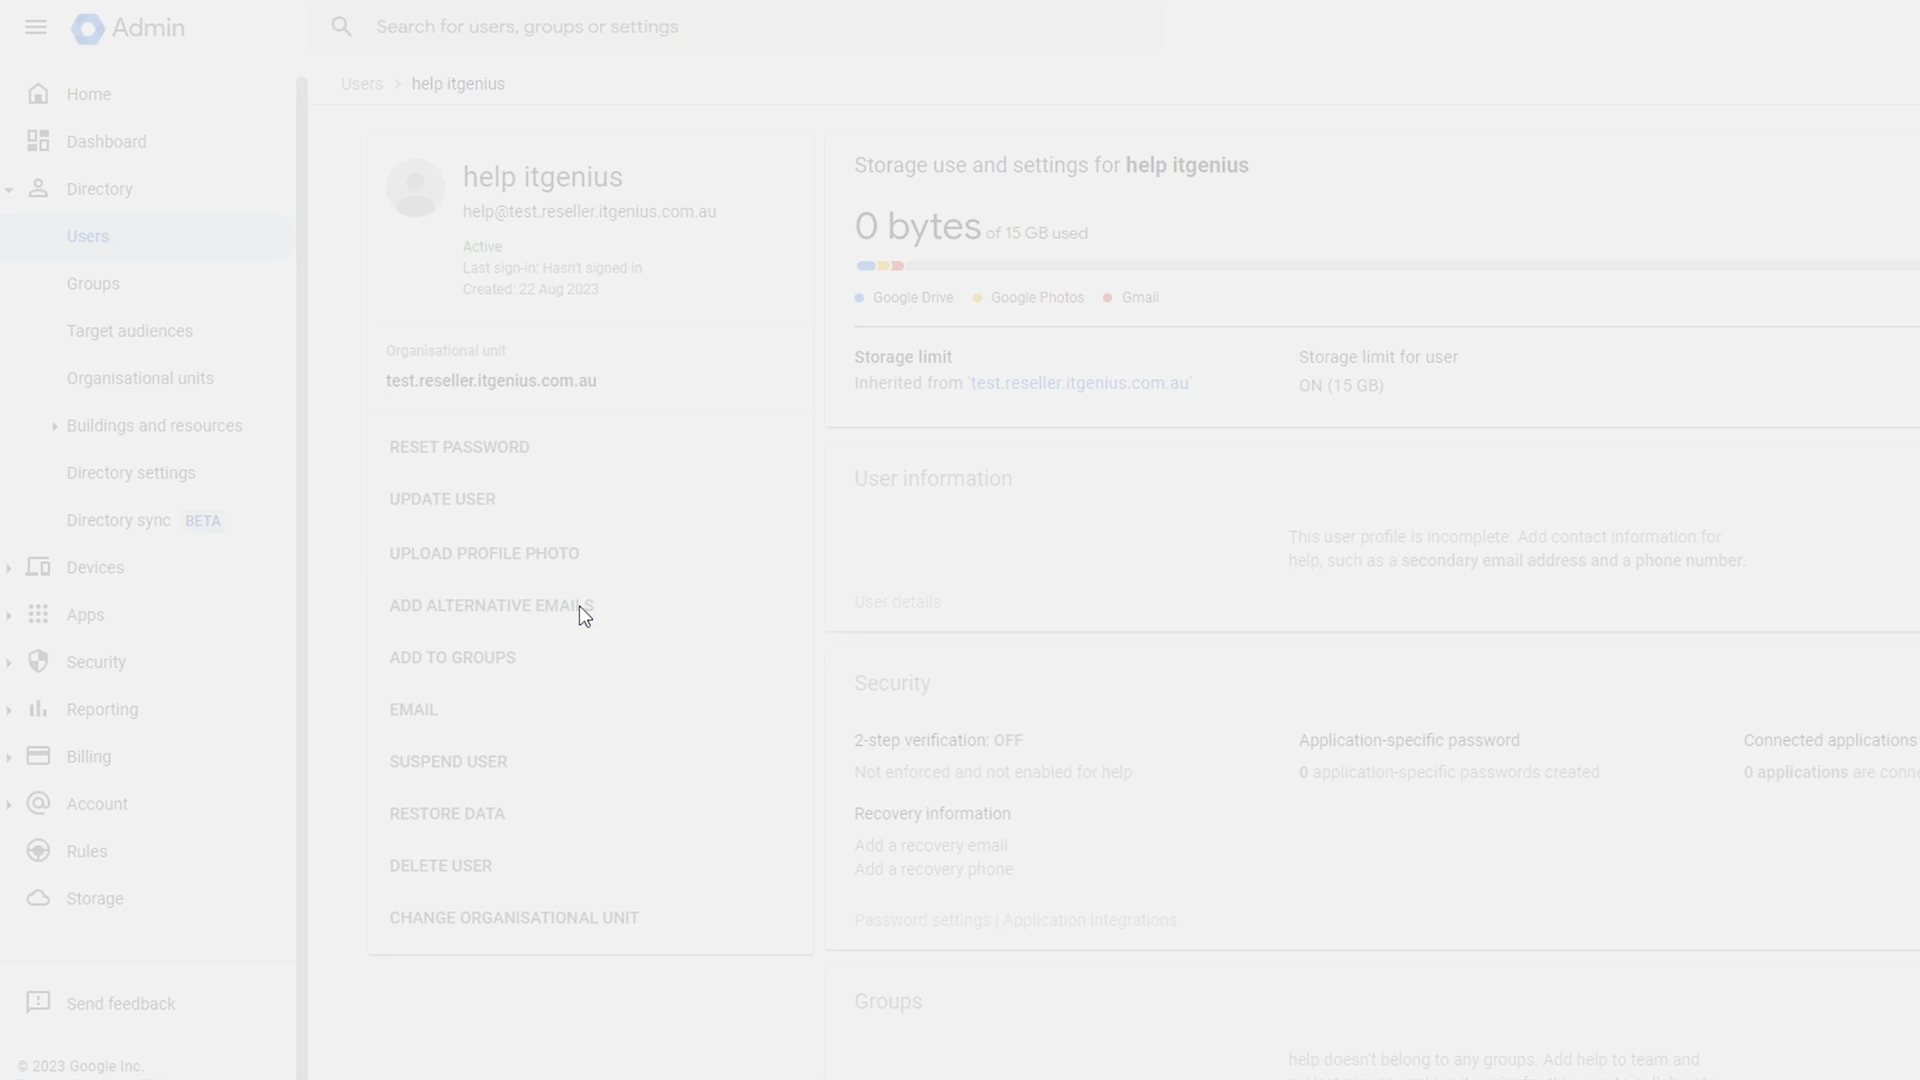 Admin
Search for users, groups or settings
Home
Dashboard
Directory
Users
Groups
Target audiences
Organisational units
Buildings and resources
Directory settings
Directory sync BETA
Devices
Apps
Security
Reporting
Billing
Account
Rules
Storage
Send feedback
© 2023 Google Inc.
Users > help itgenius
help itgenius
help@test.reseller.itgenius.com.au
Active
Last sign-in: Hasn't signed in
Created: 22 Aug 2023
Organisational unit
test.reseller.itgenius.com.au
RESET PASSWORD
UPDATE USER
UPLOAD PROFILE PHOTO
ADD ALTERNATIVE EMAILS
ADD TO GROUPS
EMAIL
SUSPEND USER
RESTORE DATA
DELETE USER
CHANGE ORGANISATIONAL UNIT
Storage use and settings for help itgenius
0 bytes of 15 GB used
Google Drive Google Photos Gmail
Storage limit
Inherited from 'test.reseller.itgenius.com.au'
Storage limit for user
ON (15 GB)
User information
This user profile is incomplete. Add contact information for
help, such as a secondary email address and a phone number.
User details
Security
2-step verification: OFF
Not enforced and not enabled for help
Application-specific password
0 application-specific passwords created
Connected applications
0 applications are
Recovery information
Add a recovery email
Add a recovery phone
Password settings | Application integrations
Groups
help doesn't belong to any groups. Add help to team and